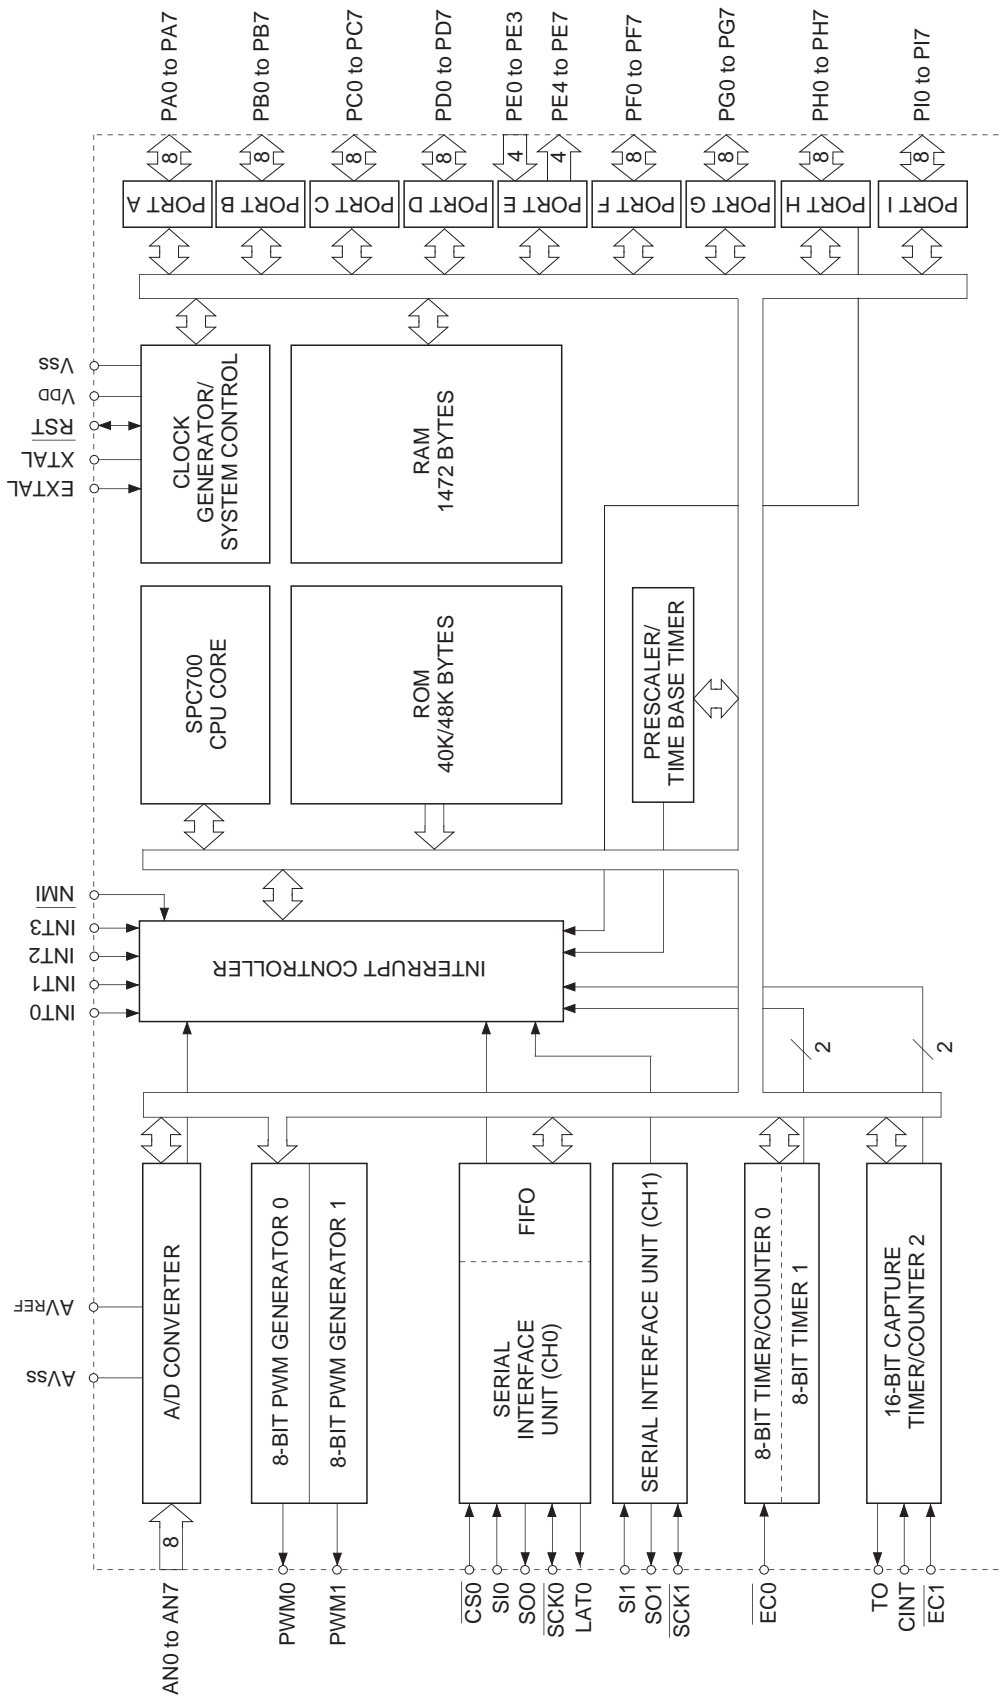 AN0 to AN7
8
A/D CONVERTER
AVss
AVREF
PWM0
PWM1
8-BIT PWM GENERATOR 0
8-BIT PWM GENERATOR 1
CS0
SI0
SO0
SCK0
LAT0
SERIAL
INTERFACE
UNIT (CH0)
FIFO
SI1
SO1
SCK1
SERIAL INTERFACE UNIT (CH1)
EC0
8-BIT TIMER/COUNTER 0
8-BIT TIMER 1
2
TO
CINT
EC1
16-BIT CAPTURE
TIMER/COUNTER 2
2
INT0
INT1
INT2
INT3
NMI
INTERRUPT CONTROLLER
SPC700
CPU CORE
ROM
40K/48K BYTES
PRESCALER/
TIME BASE TIMER
EXTAL
XTAL
RST
VDD
Vss
CLOCK
GENERATOR/
SYSTEM CONTROL
RAM
1472 BYTES
PORT A
8
PA0 to PA7
PORT B
8
PB0 to PB7
PORT C
8
PC0 to PC7
PORT D
8
PD0 to PD7
PORT E
4
PE0 to PE3
4
PE4 to PE7
PORT F
8
PF0 to PF7
PORT G
8
PG0 to PG7
PORT H
8
PH0 to PH7
PORT I
8
PI0 to PI7